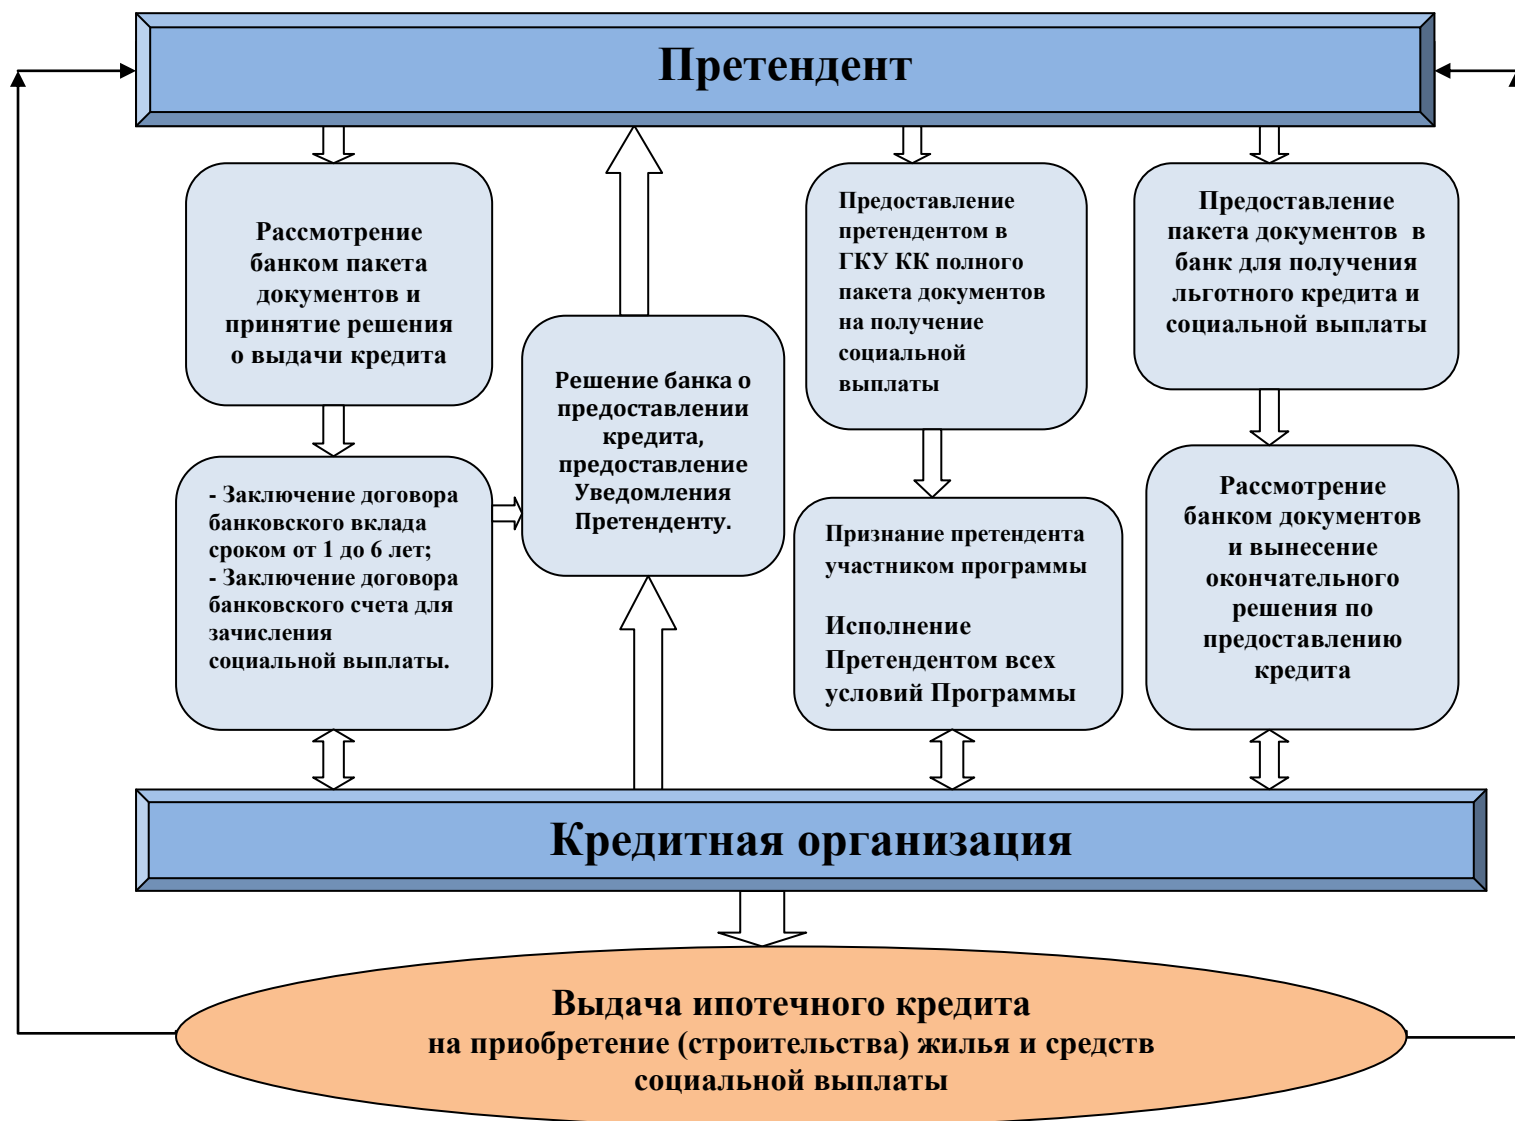 Претендент
Рассмотрение
банком пакета
документов и
принятие решения
о выдачи кредита
- Заключение договора
банковского вклада
сроком от 1 до 6 лет;
- Заключение договора
банковского счета для
зачисления
социальной выплаты.
Решение банка о
предоставлении
кредита,
предоставление
Уведомления
Претенденту.
Предоставление
претендентом в
ГКУ КК полного
пакета документов
на получение
социальной
выплаты
Признание претендента
участником программы
Исполнение
Претендентом всех
условий Программы
Предоставление
пакета документов в
банк для получения
льготного кредита и
социальной выплаты
Рассмотрение
банком документов
и вынесение
окончательного
решения по
предоставлению
кредита
Кредитная организация
Выдача ипотечного кредита
на приобретение (строительства) жилья и средств
социальной выплаты